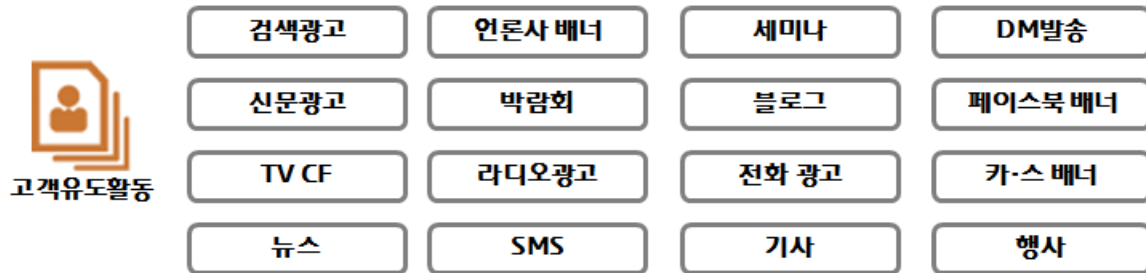 검색광고
언론사 배너
세미나
DM발송
신문광고
박람회
블로그
페이스북 배너
고객유도활동
TV CF
라디오광고
전화 광고
카·스 배너
뉴스
SMS
기사
행사